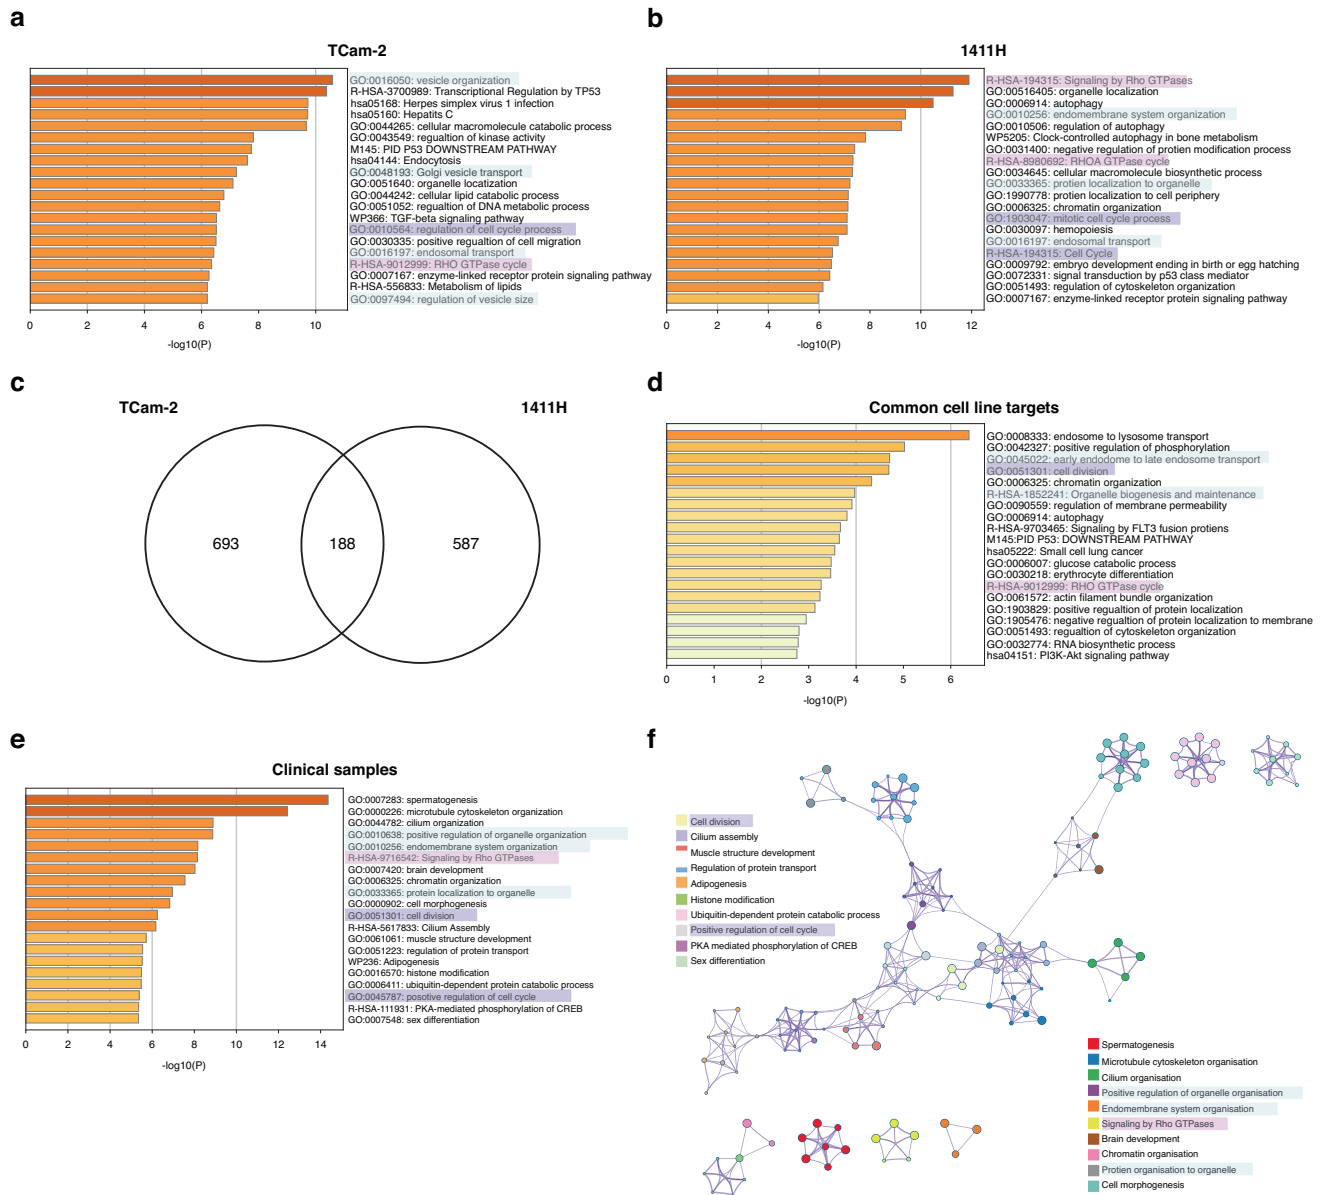 a
TCam-2
GO:0016050: vesicle organization
R-HSA-3700989: Transcriptional Regulation by TP53
hsa05168: Herpes simplex virus 1 infection
hsa05160: Hepatits C
GO:0044265: cellular macromolecule catabolic process
GO:0043549: regualtion of kinase activity
M145: PID P53 DOWNSTREAM PATHWAY
hsa04144: Endocytosis
GO:0048193: Golgi vesicle transport
GO:0051640: organelle locatization
GO:0044242: cellular lipid catabolic process
GO:0051052: regualtion of DNA metabolic process
WP366: TGF-beta signaling pathway
GO:0010564: regulation of cell cycle process
GO:0030335: positive regualtion of cell migration
GO:0016197: endosomal transport
R-HSA-9012999: RHO GTPase cycle
GO:0007167: enzyme-linked receptor protein signaling pathway
R-HSA-556833: Metabolism of lipids
GO:0097494: regulation of vesicle size
0 2 4 6 8 10
-log10(P)
b
1411H
R-HSA-194315: Signaling by Rho GTPases
GO:00516405: organelle localization
GO:0006914: autophagy
GO:0010256: endomembrane system organization
GO:0010506: regulation of autophagy
WP5205: Clock-controlled autophagy in bone metabolism
GO:0031400: negative regulation of protien modification process
R-HSA-8980692: RHOA GTPase cycle
GO:0034645: cellular macromolecule biosynthetic process
GO:0033365: protien localization to organelle
GO:1990778: protien localization to cell periphery
GO:0006325: chromatin organization
GO:1903047: mitotic cell cycle process
GO:0030097: hemopoiesis
GO:0016197: endosomal transport
R-HSA-194315: Cell Cycle
GO:0009792: embryo development ending in birth or egg hatching
GO:0072331: signal transduction by p53 class mediator
GO:0051493: regulation of cytoskeleton organization
GO:0007167: enzyme-linked receptor protein signaling pathway
0 2 4 6 8 10 12
-log10(P)
c
TCam-2
1411H
693
188
587
d
Common cell line targets
GO:0008333: endosome to lysosome transport
GO:0042327: positive regulation of phosphorylation
GO:0045022: early endodome to late endosome transport
GO:0051301: cell division
GO:0006325: chromatin organization
R-HSA-1852241: Organelle biogenesis and maintenance
GO:0090559: regulation of membrane permeability
GO:0006914: autophagy
R-HSA-9703465: Signaling by FLT3 fusion protiens
M145:PID P53: DOWNSTREAM PATHWAY
hsa05222: Small cell lung cancer
GO:0006007: glucose catabolic process
GO:0030218: erythrocyte differentiation
R-HSA-9012999: RHO GTPase cycle
GO:0061572: actin filament bundle organization
GO:1903829: positive regualtion of protein localization
GO:1905476: negative regualtion of protein localization to membrane
GO:0051493: regualtion of cytoskeleton organization
GO:0032774: RNA biosynthetic process
hsa04151: PI3K-Akt signaling pathway
0 1 2 3 4 5 6
-log10(P)
e
Clinical samples
GO:0007283: spermatogenesis
GO:0000226: microtubule cytoskeleton organization
GO:0044782: cilium organization
GO:0010638: positive regulation of organelle organization
GO:0010256: endomembrane system organization
R-HSA-9716542: Signaling by Rho GTPases
GO:0007420: brain development
GO:0006325: chromatin organization
GO:0033365: protein localization to organelle
GO:0000902: cell morphogenesis
GO:0051301: cell division
R-HSA-5617833: Cilium Assembly
GO:0061061: muscle structure development
GO:0051223: regulation of protein transport
WP236: Adipogenesis
GO:0016570: histone modification
GO:0006411: ubiquitin-dependent protein catabolic process
GO:0045787: possotive regulation of cell cycle
R-HSA-111931: PKA-mediated phosphorylation of CREB
GO:0007548: sex differentiation
0 2 4 6 8 10 12 14
-log10(P)
f
Cell division
Cilium assembly
Muscle structure development
Regulation of protein transport
Adipogenesis
Histone modification
Ubiquitin-dependent protein catabolic process
Positive regulation of cell cycle
PKA mediated phosphorylation of CREB
Sex differentiation
Spermatogenesis
Microtubule cytoskeleton organisation
Cilium organisation
Positive regulation of organelle organisation
Endomembrane system organisation
Signaling by Rho GTPases
Brain development
Chromatin organisation
Protien organisation to organelle
Cell morphogenesis